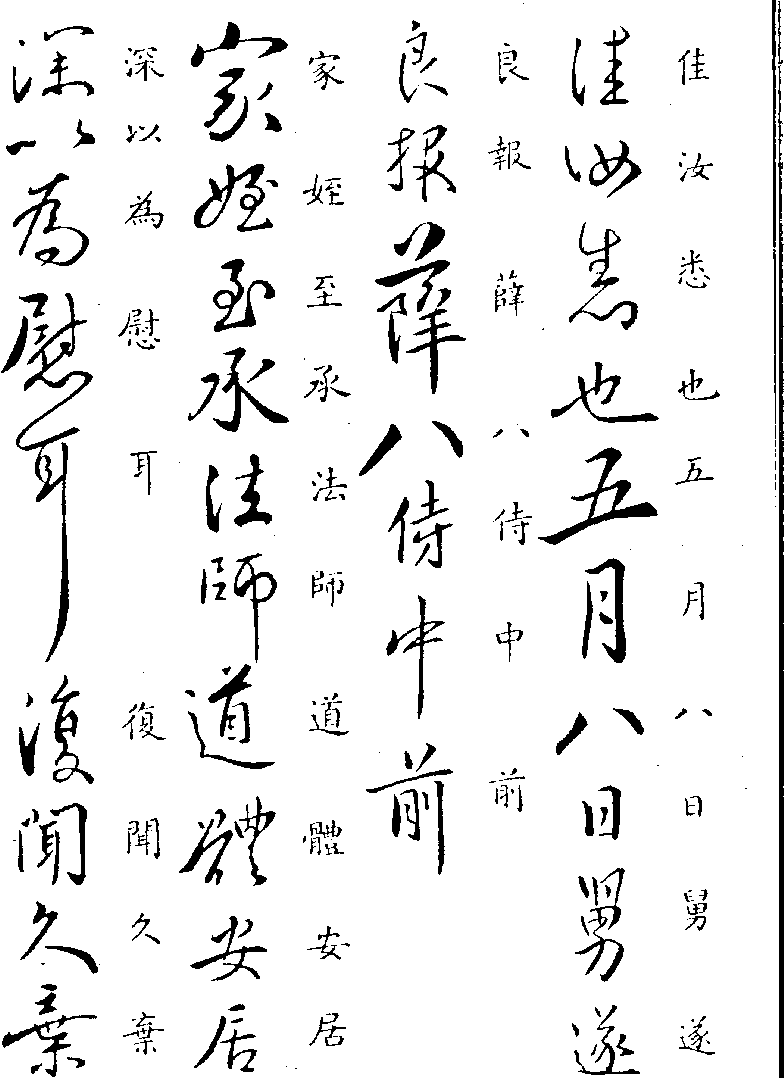 佳汝悉也五月八日舅遂
佳汝悉也五月八日舅遂
良報薛八侍中前
良報薛八侍中前
家姪至承法師道體安居
家姪至承法師道體安居
深以為慰耳復聞久棄
深以為慰耳復聞久棄